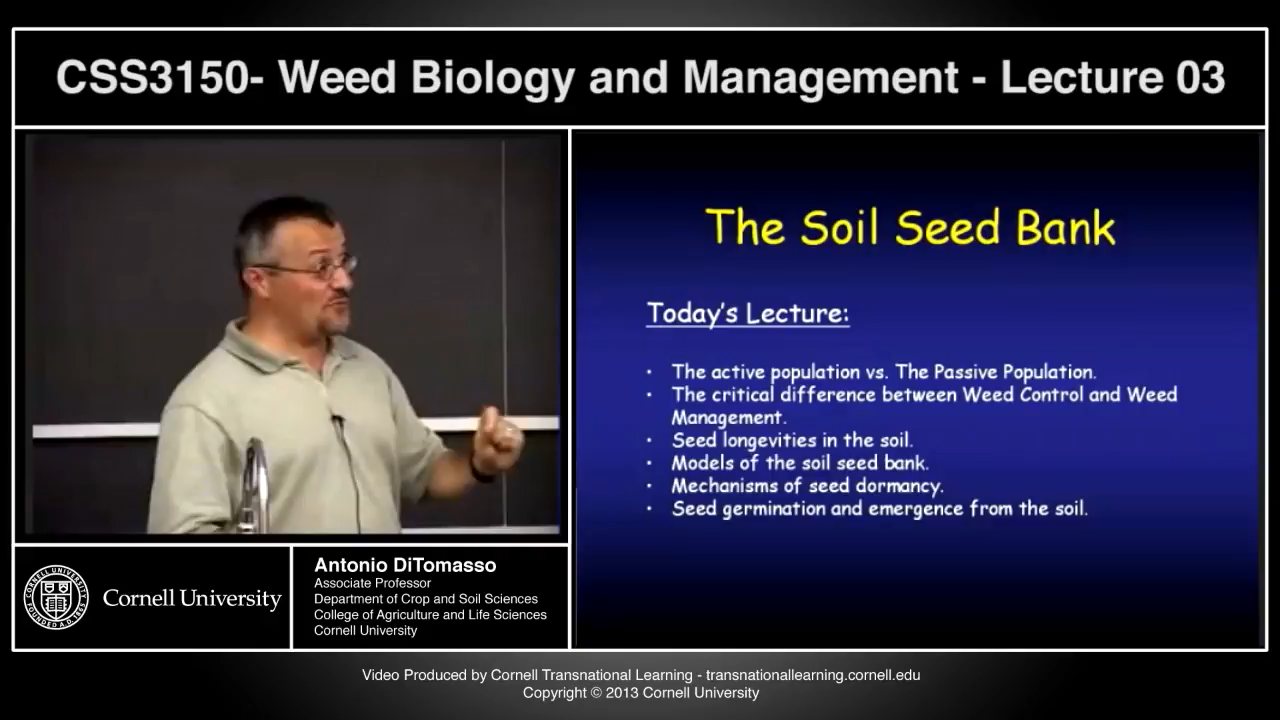 CSS3150- Weed Biology and Management - Lecture 03
The Soil Seed Bank
Today's Lecture:
• The active population vs. The Passive Population.
• The critical difference between Weed Control and Weed
Management.
• Seed longevities in the soil.
• Models of the soil seed bank.
• Mechanisms of seed dormancy.
• Seed germination and emergence from the soil.
CORNELL UNIVERSITY
FOUNDED A.D. 1865
Cornell University
Antonio DiTomasso
Associate Professor
Department of Crop and Soil Sciences
College of Agriculture and Life Sciences
Cornell University
Video Produced by Cornell Transnational Learning - transnationallearning.cornell.edu
Copyright © 2013 Cornell University